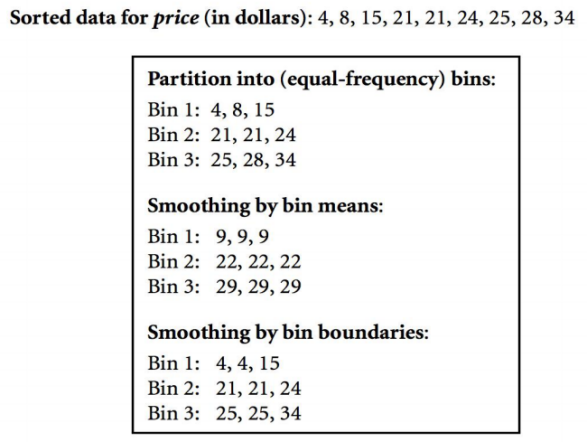 Sorted data for price (in dollars): 4, 8, 15, 21, 21, 24, 25, 28, 34
Partition into (equal-frequency) bins:
Bin 1: 4, 8, 15
Bin 2: 21, 21, 24
Bin 3: 25, 28, 34
Smoothing by bin means:
Bin 1: 9, 9, 9
Bin 2: 22, 22, 22
Bin 3: 29, 29, 29
Smoothing by bin boundaries:
Bin 1: 4, 4, 15
Bin 2: 21, 21, 24
Bin 3: 25, 25, 34